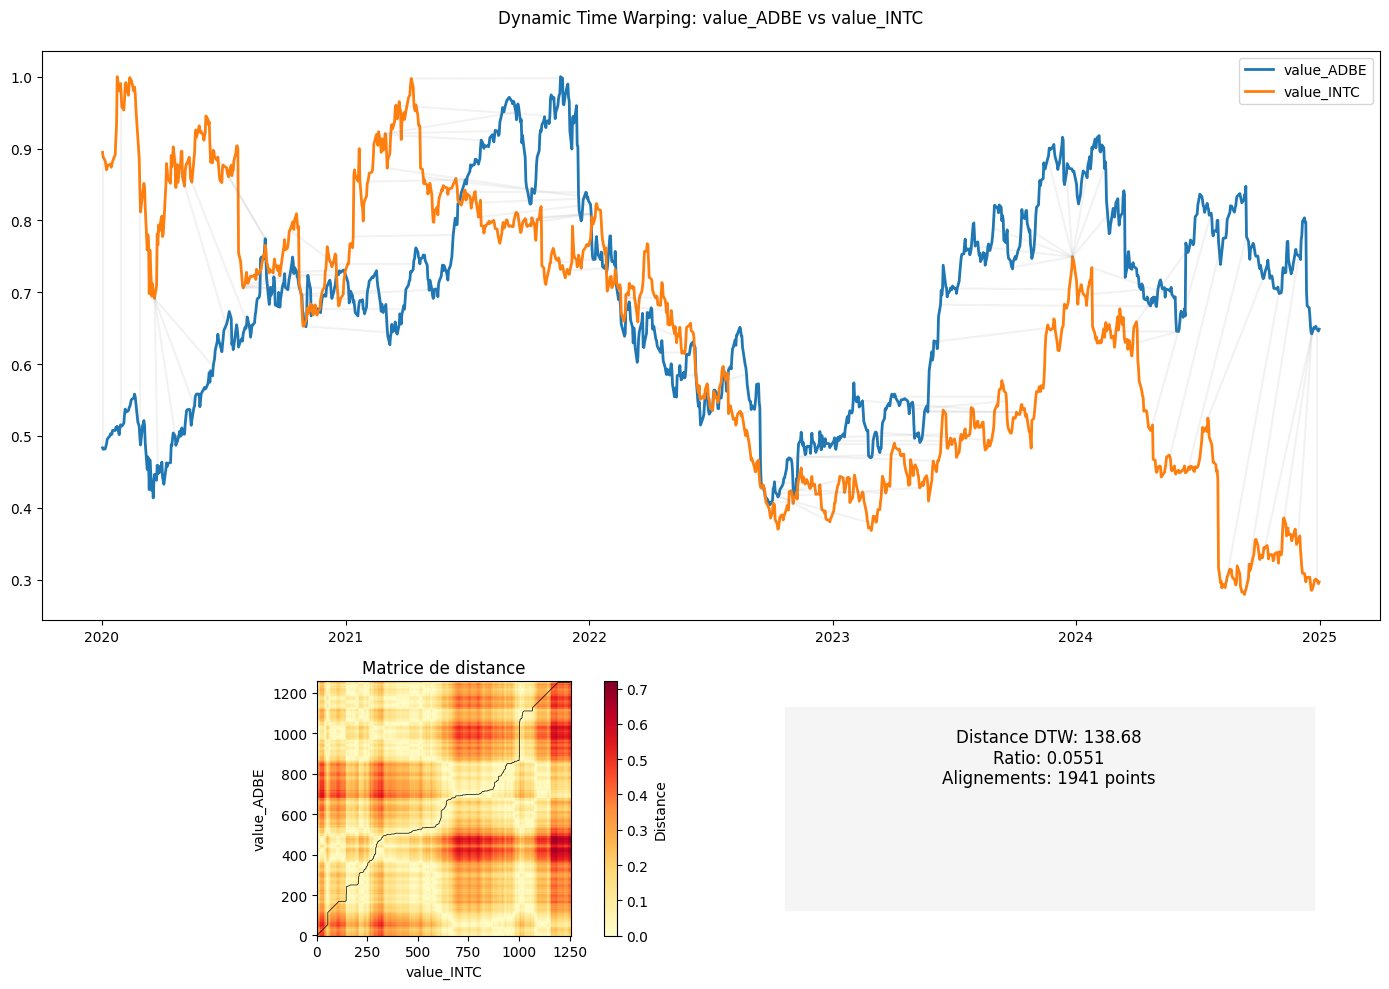 Dynamic Time Warping: value_ADBE vs value_INTC
value_ADBE
value_INTC
1.0
0.9
0.8
0.7
0.6
0.5
0.4
0.3
2020 2021 2022 2023 2024 2025
Matrice de distance
1200
1000
800
600
400
200
0
value_ADBE
0 250 500 750 1000 1250
value_INTC
0.7
0.6
0.5
0.4
0.3
0.2
0.1
0.0
Distance
Distance DTW: 138.68
Ratio: 0.0551
Alignements: 1941 points